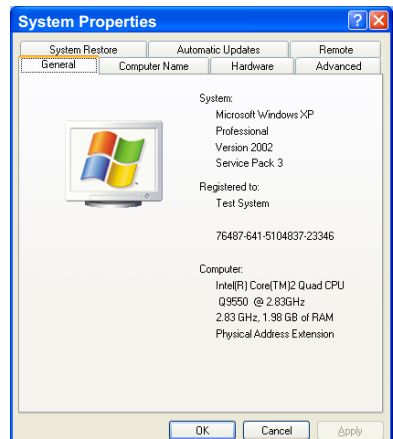 System Properties
System Restore Automatic Updates Remote
General Computer Name Hardware Advanced
System:
Microsoft Windows XP
Professional
Version 2002
Service Pack 3
Registered to:
Test System
76487-641-5104837-23346
Computer:
Intel(R) Core(TM)2 Quad CPU
Q9550 @ 2.83GHz
2.83 GHz, 1.98 GB of RAM
Physical Address Extension
OK Cancel Apply